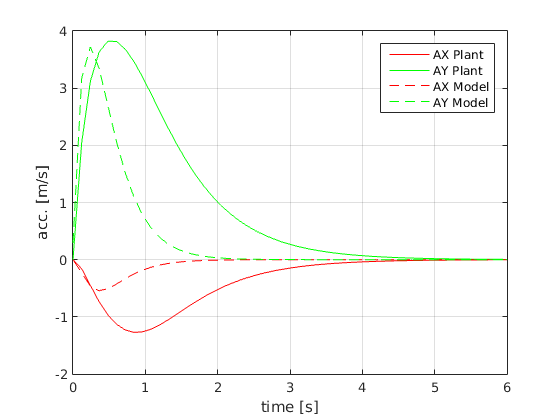 4
3
2
1
0
-1
-2
acc. [m/s]
AX Plant
AY Plant
AX Model
AY Model
0 1 2 3 4 5 6
time [s]